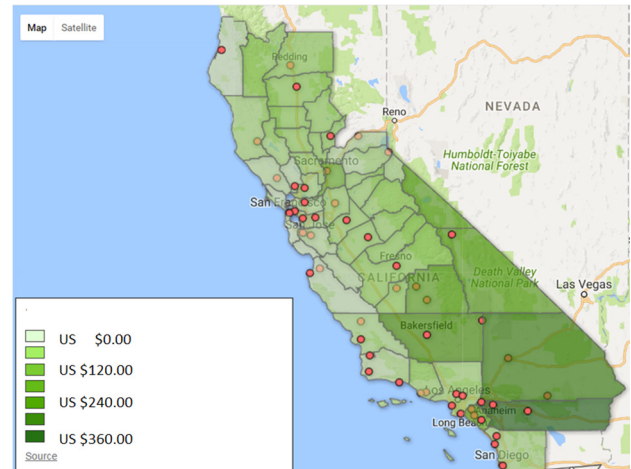 Map Satellite
Redding
Reno
NEVADA
Sacramento
Humboldt-Toiyabe
National Forest
San Francisco
San Jose
Fresno
CALIFORNIA
Death Valley
National Park
Las Vegas
Bakersfield
Los Angeles
Anaheim
Long Beach
San Diego
US $0.00
US $120.00
US $240.00
US $360.00
Source